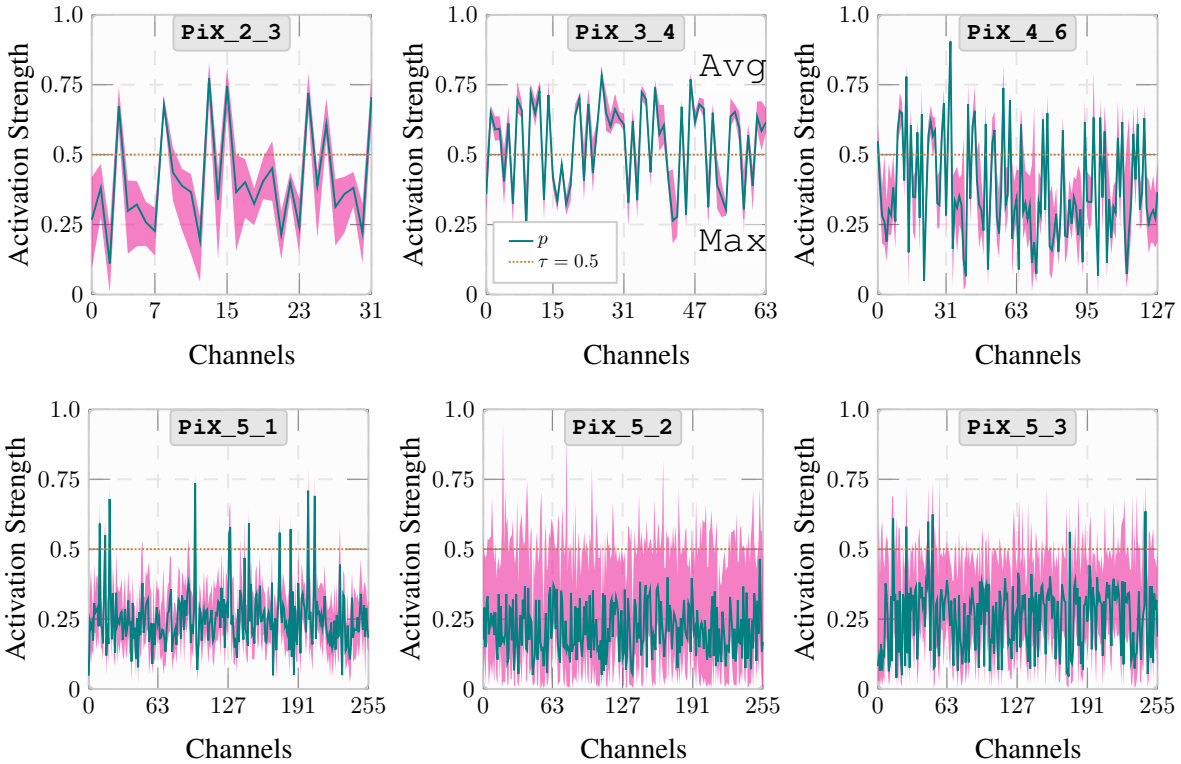 PiX_2_3
Activation Strength
1.0
0.75
0.5
0.25
0
0 7 15 23 31
Channels
PiX_3_4
Activation Strength
1.0
0.75
0.5
0.25
0
Avg
Max
p
τ = 0.5
0 15 31 47 63
Channels
PiX_4_6
Activation Strength
1.0
0.75
0.5
0.25
0
0 31 63 95 127
Channels
PiX_5_1
Activation Strength
1.0
0.75
0.5
0.25
0
0 63 127 191 255
Channels
PiX_5_2
Activation Strength
1.0
0.75
0.5
0.25
0
0 63 127 191 255
Channels
PiX_5_3
Activation Strength
1.0
0.75
0.5
0.25
0
0 63 127 191 255
Channels